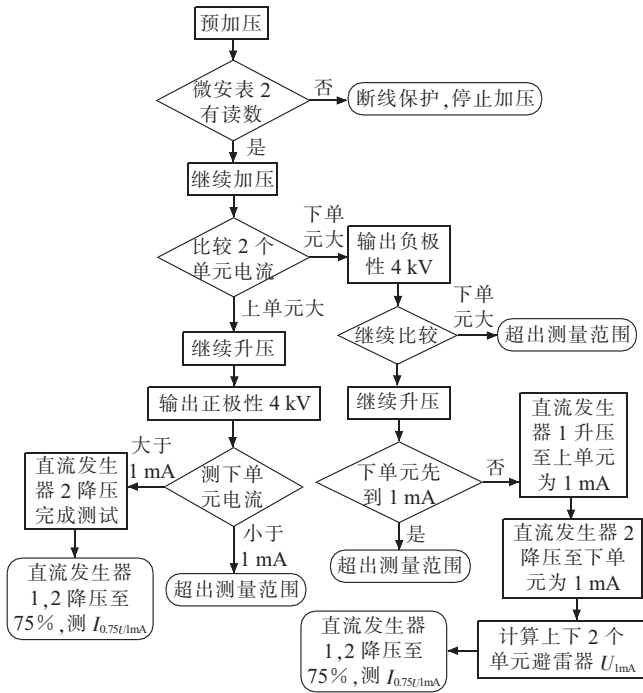 预加压
微安表 2
有读数
否
断线保护,停止加压
是
继续加压
比较 2 个
单元电流
下单
元大
输出负极
性 4 kV
上单元大
继续升压
继续比较
下单
元大
超出测量范围
输出正极性 4 kV
继续升压
测下单
元电流
大于
1 mA
直流发生
器 2 降压
完成测试
小于
1 mA
超出测量范围
直流发生器
1,2 降压至
75%,测 I0.75U1mA
下单元先
到 1 mA
否
直流发生
器 1 升压
至上单元
为 1 mA
是
超出测量范围
直流发生器 2
降压至下单
元为 1 mA
计算上下 2 个
单元避雷器 U1mA
直流发生器
1,2 降压至
75%,测 I0.75U1mA